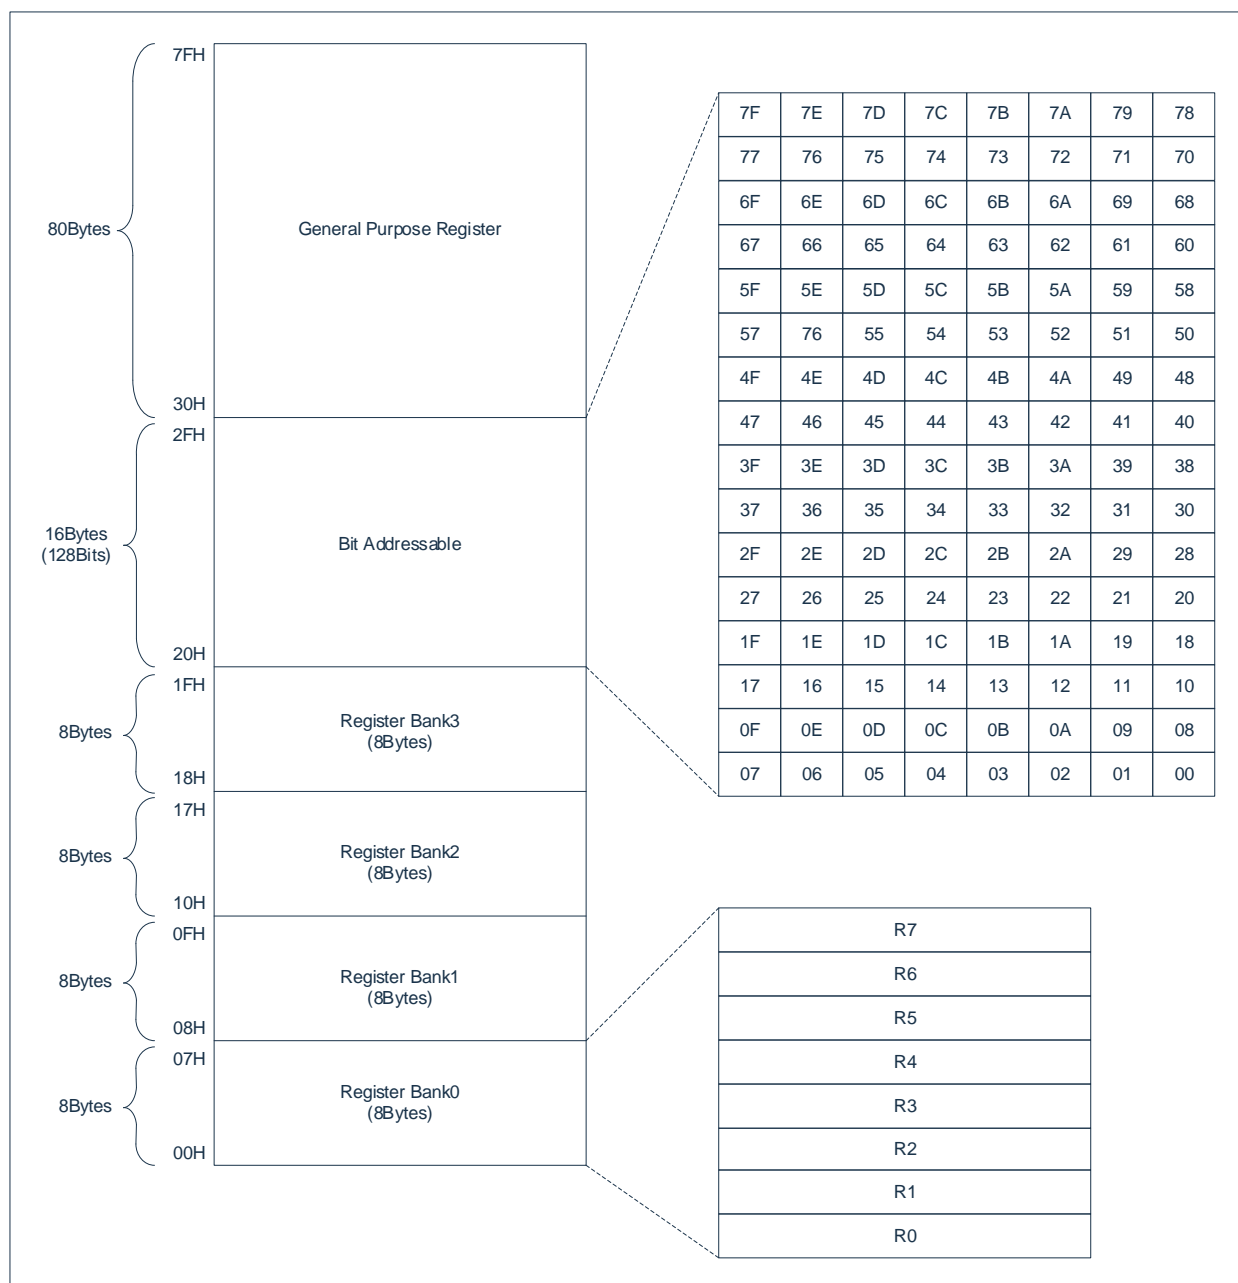 7FH
80Bytes
General Purpose Register
30H
2FH
16Bytes
(128Bits)
Bit Addressable
20H
1FH
8Bytes
Register Bank3
(8Bytes)
18H
17H
8Bytes
Register Bank2
(8Bytes)
10H
0FH
8Bytes
Register Bank1
(8Bytes)
08H
07H
8Bytes
Register Bank0
(8Bytes)
00H
7F 7E 7D 7C 7B 7A 79 78
77 76 75 74 73 72 71 70
6F 6E 6D 6C 6B 6A 69 68
67 66 65 64 63 62 61 60
5F 5E 5D 5C 5B 5A 59 58
57 76 55 54 53 52 51 50
4F 4E 4D 4C 4B 4A 49 48
47 46 45 44 43 42 41 40
3F 3E 3D 3C 3B 3A 39 38
37 36 35 34 33 32 31 30
2F 2E 2D 2C 2B 2A 29 28
27 26 25 24 23 22 21 20
1F 1E 1D 1C 1B 1A 19 18
17 16 15 14 13 12 11 10
0F 0E 0D 0C 0B 0A 09 08
07 06 05 04 03 02 01 00
R7
R6
R5
R4
R3
R2
R1
R0